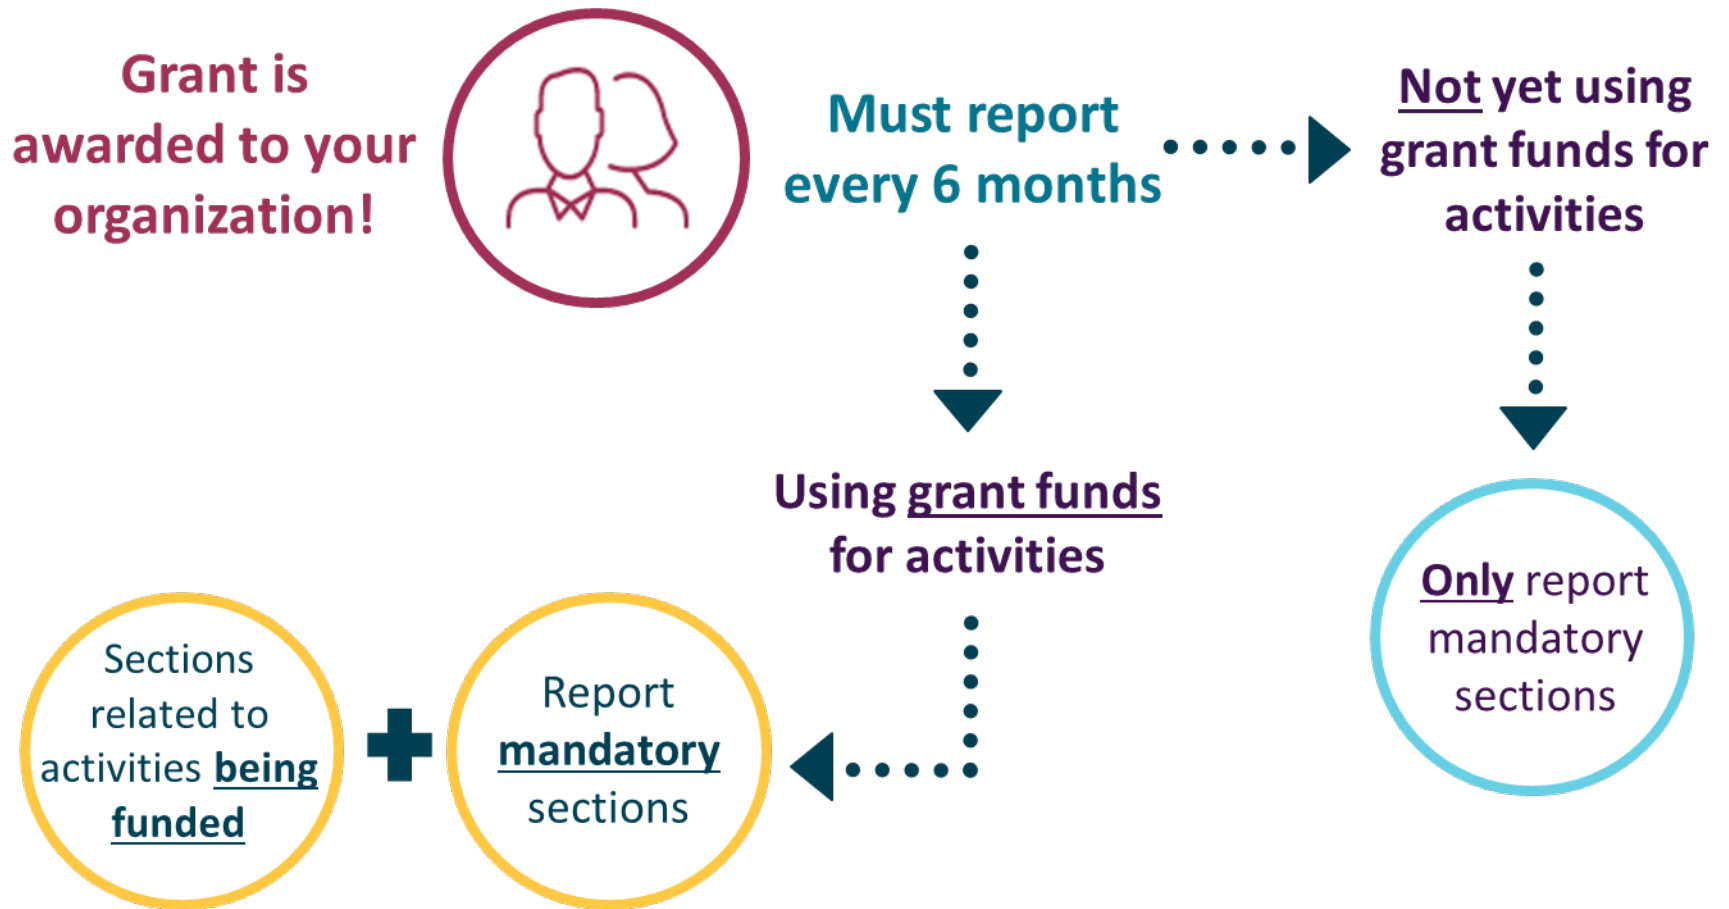 Grant is
awarded to your
organization!
Must report
every 6 months
Not yet using
grant funds for
activities
Using grant funds
for activities
Only report
mandatory
sections
Report
mandatory
sections
Sections
related to
activities being
funded